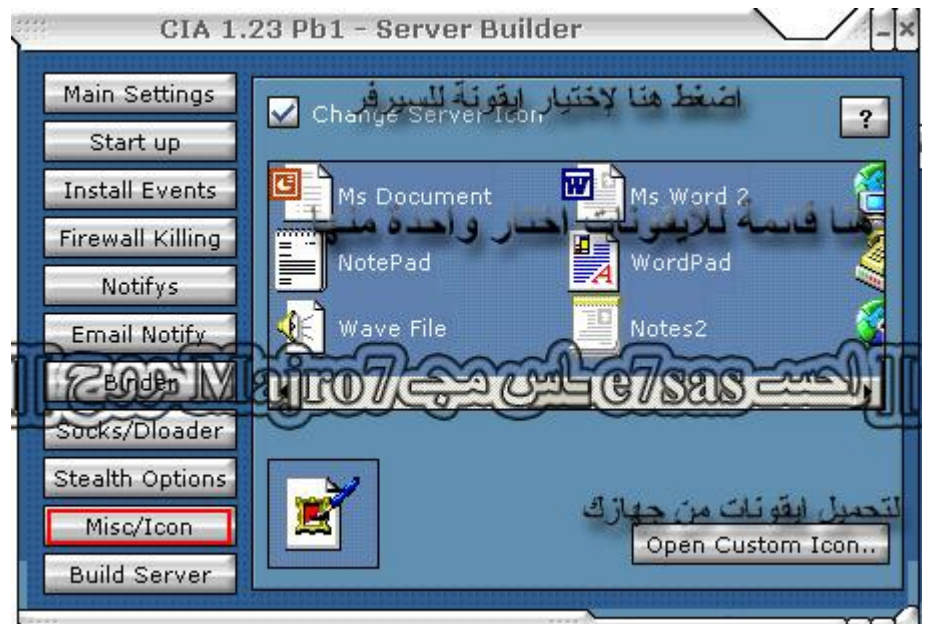 CIA 1.23 Pb1 - Server Builder
Main Settings
Start up
Install Events
Firewall Killing
Notifys
Email Notify
Binder
Socks/Dloader
Stealth Options
Misc/Icon
Build Server
اضغط هنا لإختيار ايقونة للسيرفر
Change Server Icon
?
Ms Document
Ms Word 2
هنا قائمة للايقونات اختار واحدة منها
NotePad
WordPad
Wave File
Notes2
][ احساس e7sas مجروح Majro7 ][
لتحميل ايقونات من جهازك
Open Custom Icon..